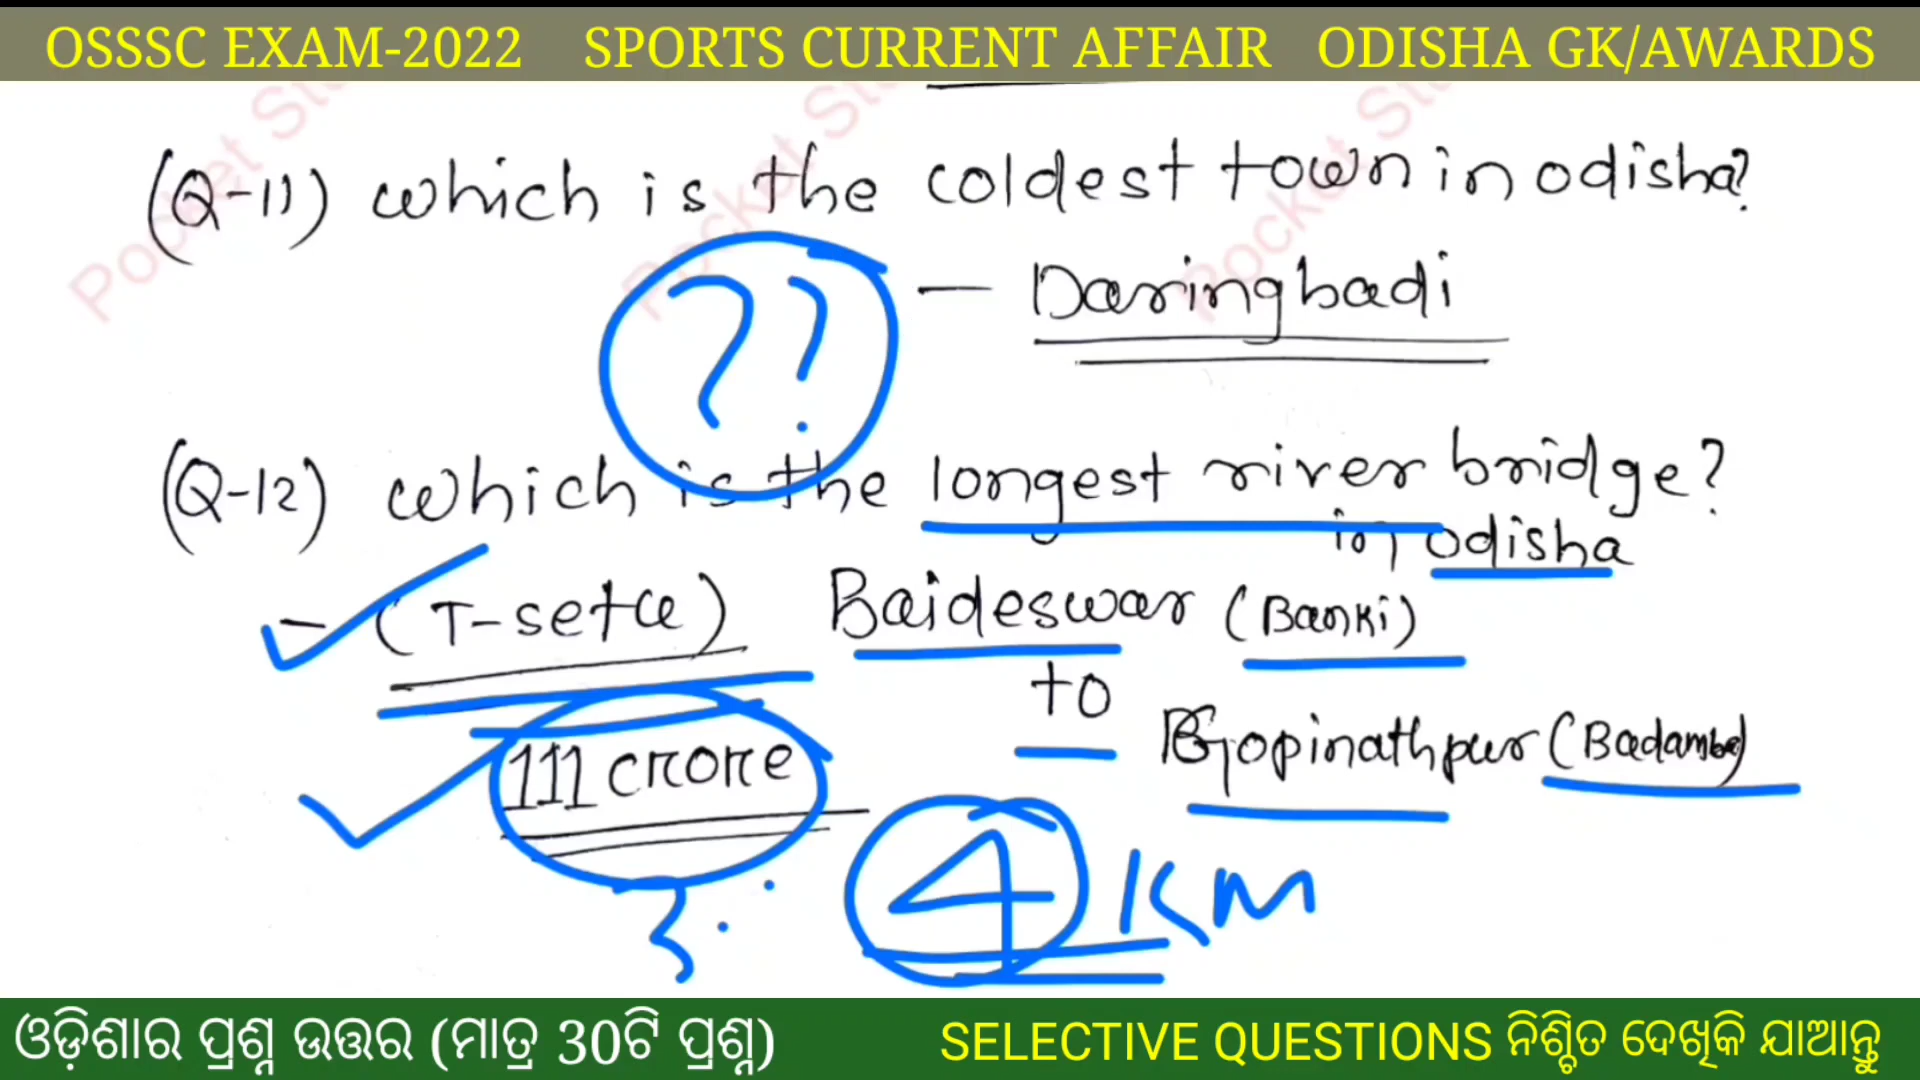 OSSSC EXAM-2022 SPORTS CURRENT AFFAIR ODISHA GK/AWARDS
(Q-11) which is the coldest town in odisha?
?? — Daringbadi
(Q-12) which is the longest river bridge?
in odisha
- (T-setu) Baideswar (Banki)
to
111 crore Gopinathpur (Badamba)
4 KM
ଓଡ଼ିଶାର ପ୍ରଶ୍ନ ଉତ୍ତର (ମାତ୍ର 30ଟି ପ୍ରଶ୍ନ) SELECTIVE QUESTIONS ନିଶ୍ଚିତ ଦେଖିକି ଯାଆନ୍ତୁ